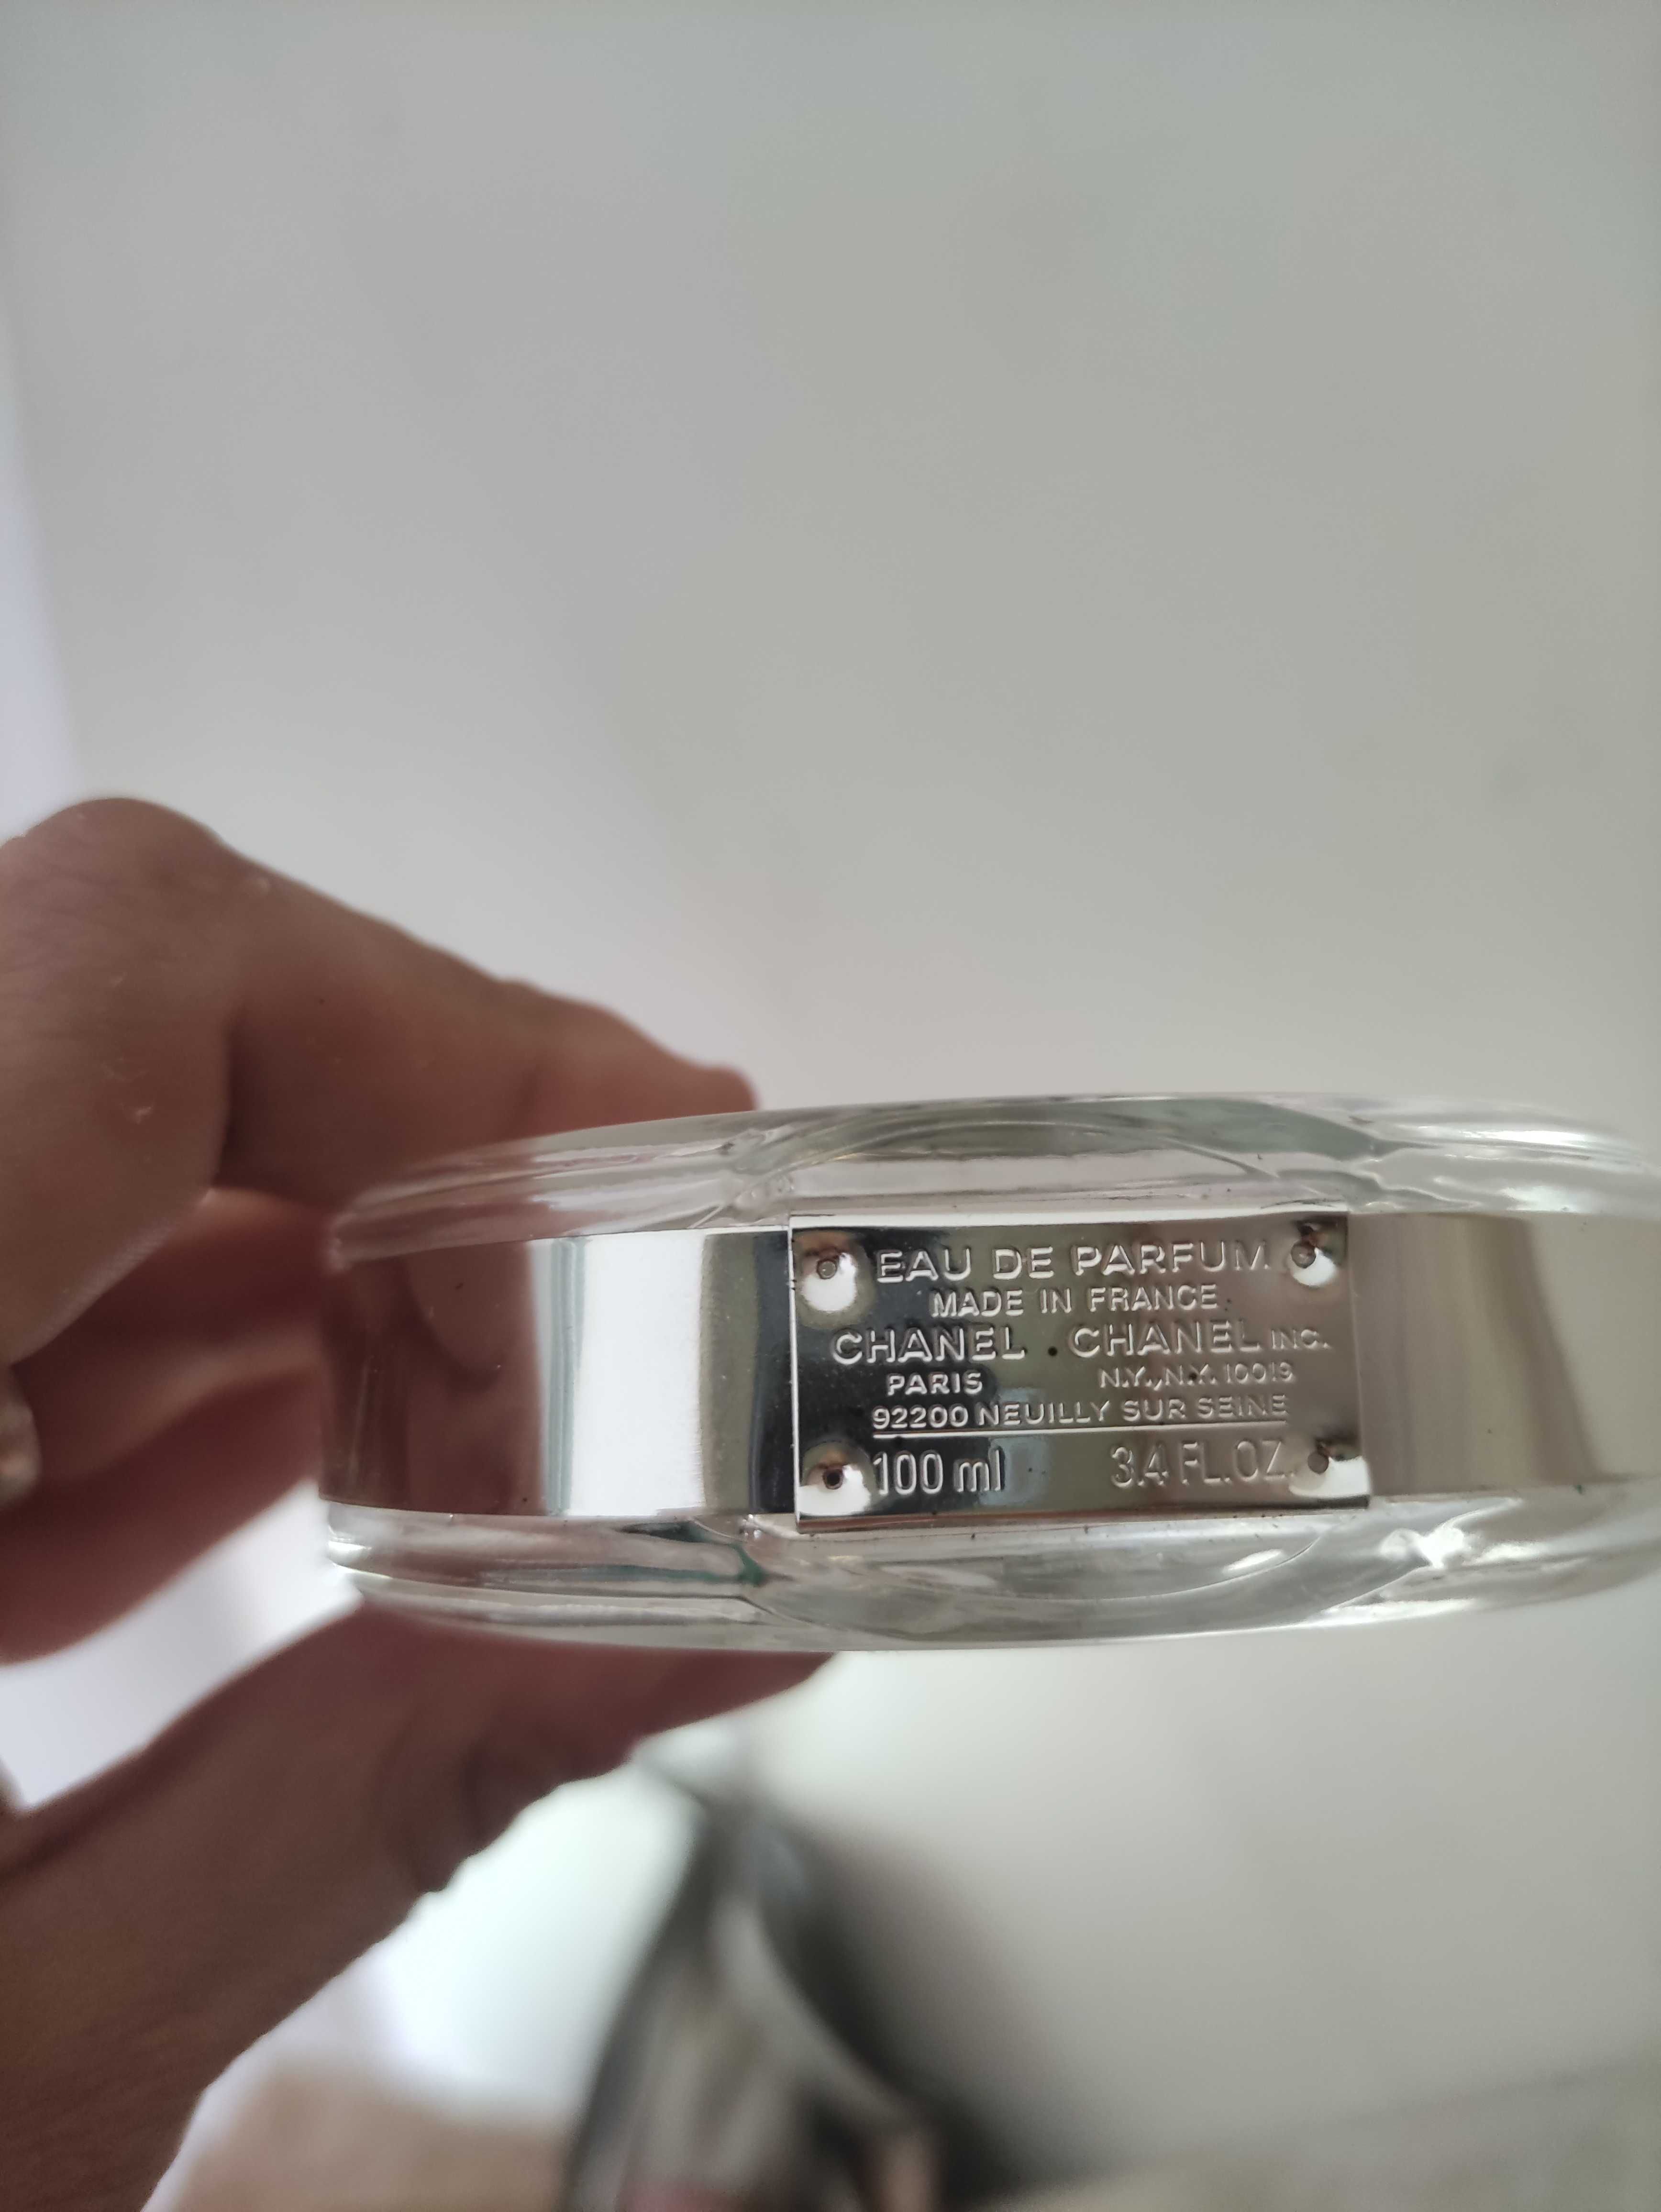 EAU DE PARFUM
MADE IN FRANCE
CHANEL . CHANEL INC.
PARIS N.Y., N.Y. 10019
92200 NEUILLY SUR SEINE
100 ml 3.4 FL.OZ.